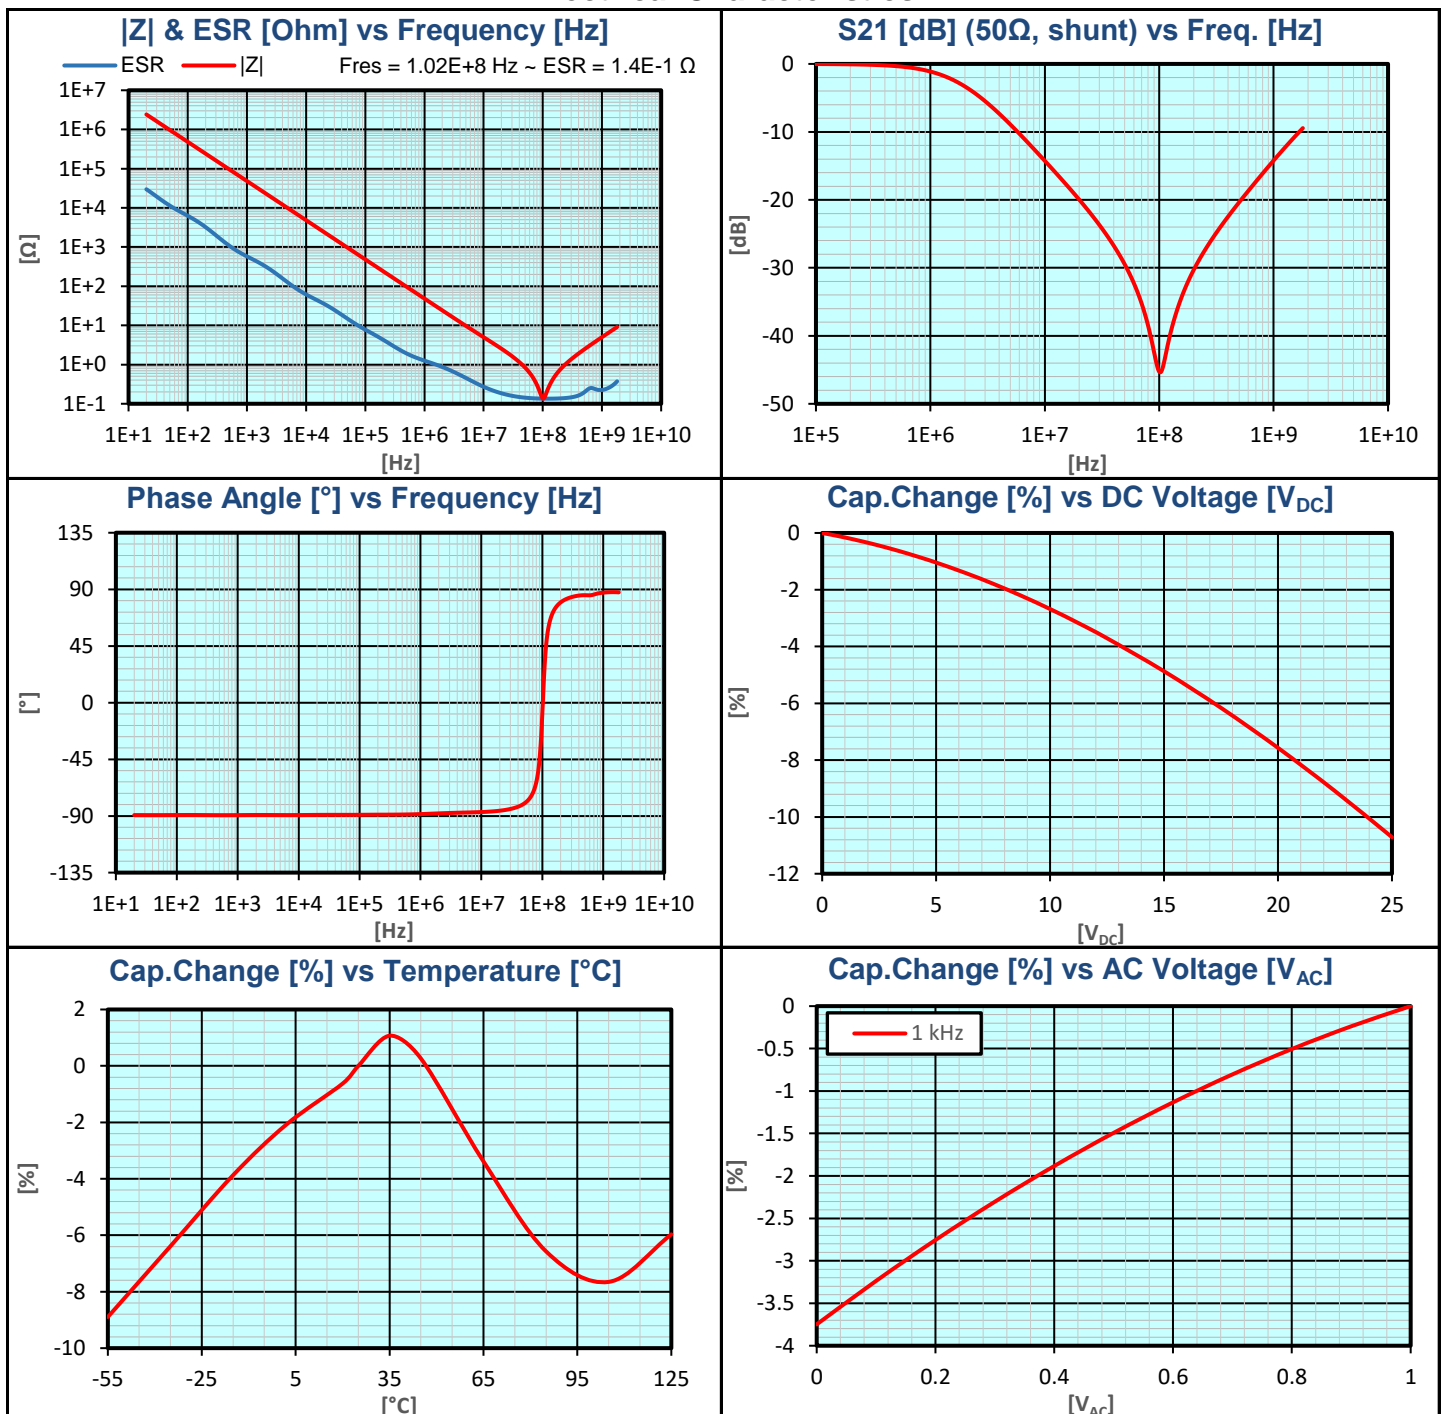 |Z| & ESR [Ohm] vs Frequency [Hz]
ESR |Z| Fres = 1.02E+8 Hz ~ ESR = 1.4E-1 Ω
1E+7
1E+6
1E+5
1E+4
1E+3
1E+2
1E+1
1E+0
1E-1
[Ω]
1E+1 1E+2 1E+3 1E+4 1E+5 1E+6 1E+7 1E+8 1E+9 1E+10
[Hz]
S21 [dB] (50Ω, shunt) vs Freq. [Hz]
0
-10
-20
-30
-40
-50
[dB]
1E+5 1E+6 1E+7 1E+8 1E+9 1E+10
[Hz]
Phase Angle [°] vs Frequency [Hz]
135
90
45
0
-45
-90
-135
[°]
1E+1 1E+2 1E+3 1E+4 1E+5 1E+6 1E+7 1E+8 1E+9 1E+10
[Hz]
Cap.Change [%] vs DC Voltage [VDC]
0
-2
-4
-6
-8
-10
-12
[%]
0 5 10 15 20 25
[VDC]
Cap.Change [%] vs Temperature [°C]
2
0
-2
-4
-6
-8
-10
[%]
-55 -25 5 35 65 95 125
[°C]
Cap.Change [%] vs AC Voltage [VAC]
1 kHz
0
-0.5
-1
-1.5
-2
-2.5
-3
-3.5
-4
[%]
0 0.2 0.4 0.6 0.8 1
[VAC]